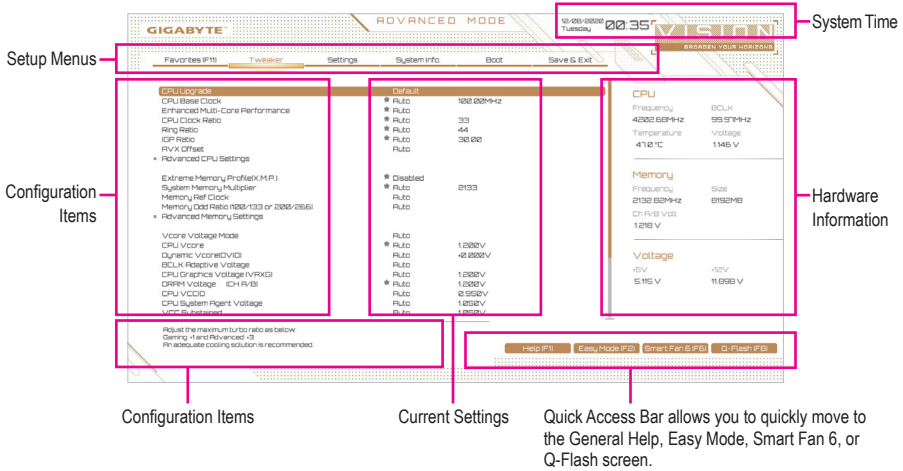 GIGABYTE™
ADVANCED MODE
12/08/2020
Tuesday
00:35
VISION
BROADEN YOUR HORIZONS
System Time
Setup Menus
Favorites (F11)
Tweaker
Settings
System Info.
Boot
Save & Exit
CPU Upgrade Default
CPU Base Clock Auto 100.00MHz
Enhanced Multi-Core Performance Auto
CPU Clock Ratio Auto 33
Ring Ratio Auto 44
IGP Ratio Auto 30.00
AVX Offset Auto
Advanced CPU Settings
Extreme Memory Profile(X.M.P.) Disabled
System Memory Multiplier Auto 2133
Memory Ref Clock Auto
Memory Odd Ratio (100/133 or 200/266) Auto
Advanced Memory Settings
Vcore Voltage Mode Auto
CPU Vcore Auto 1.200V
Dynamic Vcore(DVID) Auto +0.000V
BCLK Adaptive Voltage Auto
CPU Graphics Voltage (VAXG) Auto 1.200V
DRAM Voltage (CH A/B) Auto 1.200V
CPU VCCIO Auto 0.950V
CPU System Agent Voltage Auto 1.050V
VCC Substained Auto 1.050V
CPU
Frequency BCLK
4202.68MHz 99.97MHz
Temperature Voltage
47.0 °C 1.146 V
Memory
Frequency Size
2132.82MHz 8192MB
Ch A/B Volt
1.218 V
Voltage
+5V +12V
5.115 V 11.898 V
Configuration
Items
Hardware
Information
Adjust the maximum turbo ratio as below:
Gaming: +1 and Advanced: +3
An adequate cooling solution is recommended.
Help (F1)
Easy Mode (F2)
Smart Fan 6 (F6)
Q-Flash (F8)
Configuration Items
Current Settings
Quick Access Bar allows you to quickly move to
the General Help, Easy Mode, Smart Fan 6, or
Q-Flash screen.